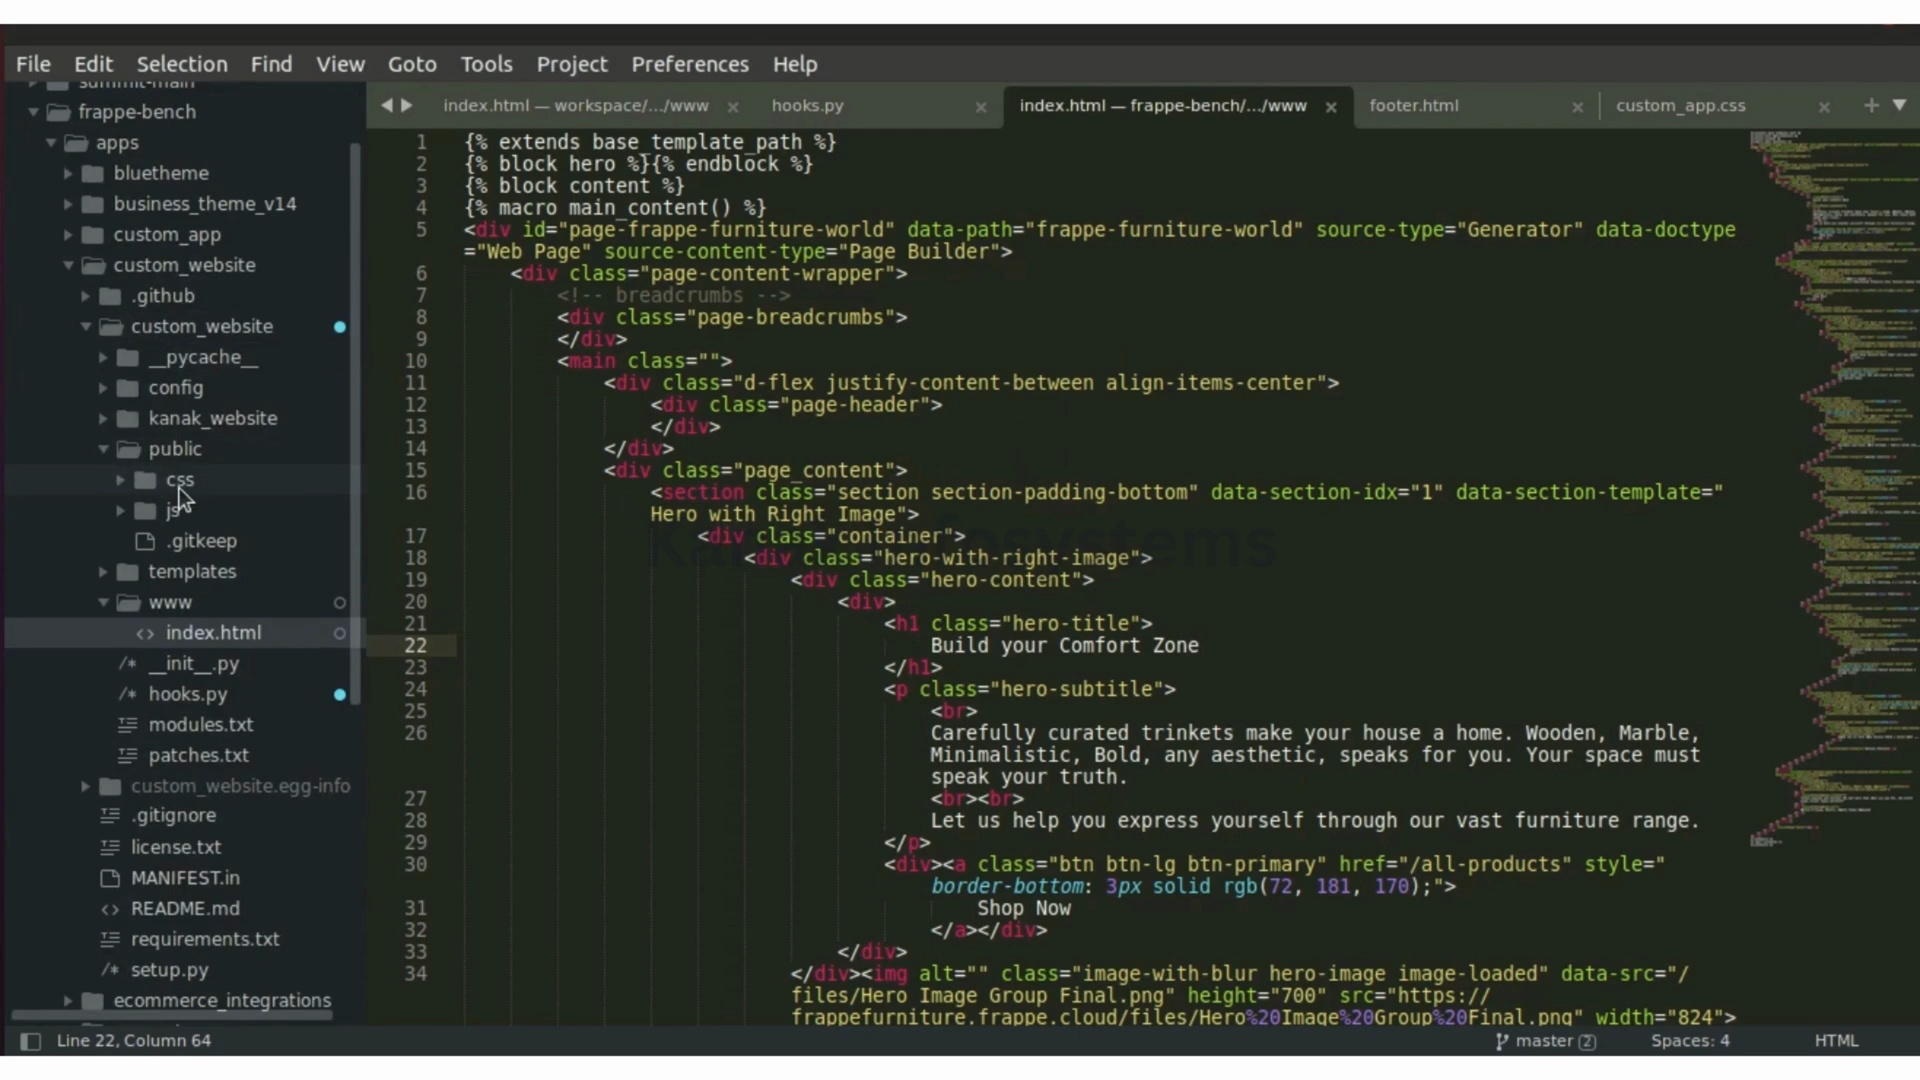 File Edit Selection Find View Goto Tools Project Preferences Help
summit-main
frappe-bench
apps
bluetheme
business_theme_v14
custom_app
custom_website
.github
custom_website
__pycache__
config
kanak_website
public
css
js
.gitkeep
templates
www
index.html
__init__.py
hooks.py
modules.txt
patches.txt
custom_website.egg-info
.gitignore
license.txt
MANIFEST.in
README.md
requirements.txt
setup.py
ecommerce_integrations
index.html — workspace/.../www hooks.py index.html — frappe-bench/.../www footer.html custom_app.css
1 {% extends base_template_path %}
2 {% block hero %}{% endblock %}
3 {% block content %}
4 {% macro main_content() %}
5 <div id="page-frappe-furniture-world" data-path="frappe-furniture-world" source-type="Generator" data-doctype
="Web Page" source-content-type="Page Builder">
6 <div class="page-content-wrapper">
7 <!-- breadcrumbs -->
8 <div class="page-breadcrumbs">
9 </div>
10 <main class="">
11 <div class="d-flex justify-content-between align-items-center">
12 <div class="page-header">
13 </div>
14 </div>
15 <div class="page_content">
16 <section class="section section-padding-bottom" data-section-idx="1" data-section-template="
Hero with Right Image">
17 <div class="container">
18 <div class="hero-with-right-image">
19 <div class="hero-content">
20 <div>
21 <h1 class="hero-title">
22 Build your Comfort Zone
23 </h1>
24 <p class="hero-subtitle">
25 <br>
26 Carefully curated trinkets make your house a home. Wooden, Marble,
Minimalistic, Bold, any aesthetic, speaks for you. Your space must
speak your truth.
27 <br><br>
28 Let us help you express yourself through our vast furniture range.
29 </p>
30 <div><a class="btn btn-lg btn-primary" href="/all-products" style="
border-bottom: 3px solid rgb(72, 181, 170);">
31 Shop Now
32 </a></div>
33 </div>
34 </div><img alt="" class="image-with-blur hero-image image-loaded" data-src="/
files/Hero Image Group Final.png" height="700" src="https://
frappefurniture.frappe.cloud/files/Hero%20Image%20Group%20Final.png" width="824">
Line 22, Column 64 master 2 Spaces: 4 HTML